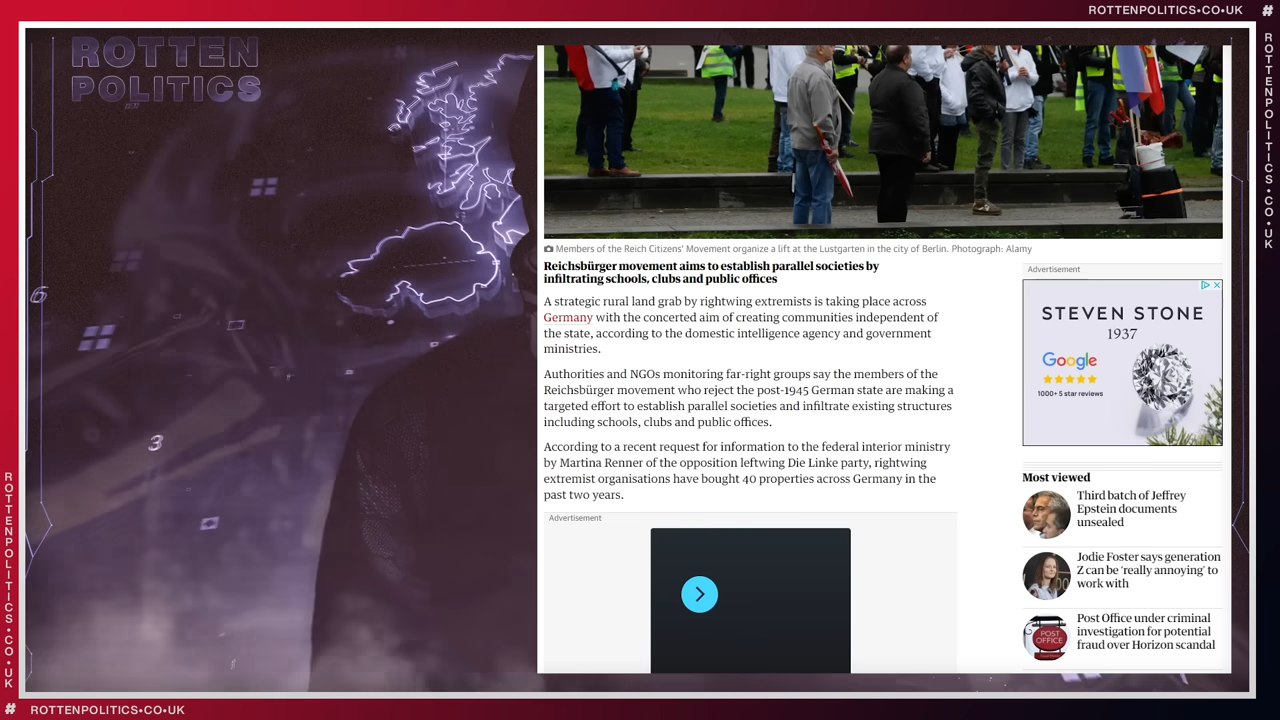 ROTTENPOLITICS•CO•UK #
ROTTENPOLITICS•CO•UK
ROTTEN
POLITICS
6
3
Members of the Reich Citizens' Movement organize a lift at the Lustgarten in the city of Berlin. Photograph: Alamy
Reichsbürger movement aims to establish parallel societies by
infiltrating schools, clubs and public offices
A strategic rural land grab by rightwing extremists is taking place across
Germany with the concerted aim of creating communities independent of
the state, according to the domestic intelligence agency and government
ministries.
Authorities and NGOs monitoring far-right groups say the members of the
Reichsbürger movement who reject the post-1945 German state are making a
targeted effort to establish parallel societies and infiltrate existing structures
including schools, clubs and public offices.
According to a recent request for information to the federal interior ministry
by Martina Renner of the opposition leftwing Die Linke party, rightwing
extremist organisations have bought 40 properties across Germany in the
past two years.
Advertisement
Advertisement
STEVEN STONE
1937
Google
1000+ 5 star reviews
Most viewed
Third batch of Jeffrey
Epstein documents
unsealed
Jodie Foster says generation
Z can be 'really annoying' to
work with
POST
OFFICE
Post Office under criminal
investigation for potential
fraud over Horizon scandal
ROTTENPOLITICS•CO•UK
# ROTTENPOLITICS•CO•UK